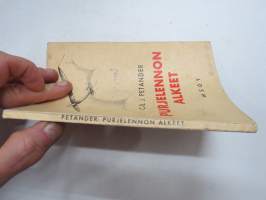 C.J. PETANDER
PURJELENNON
ALKEET
WSOY
PETANDER: PURJELENNON ALKEET